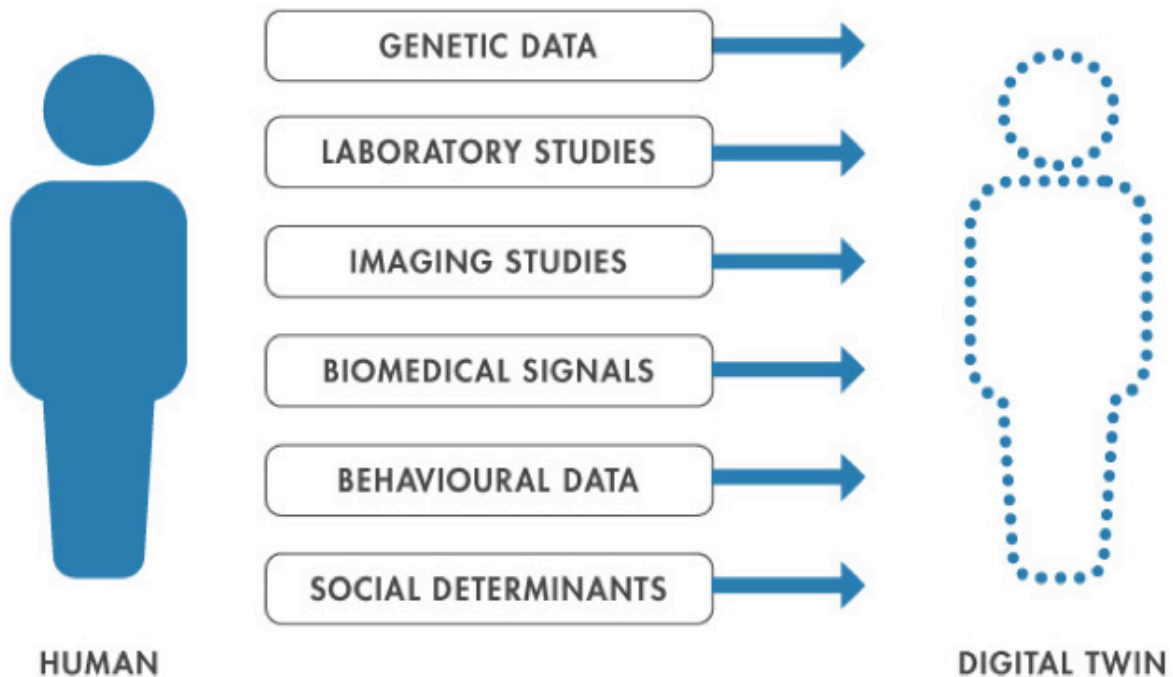 GENETIC DATA
LABORATORY STUDIES
IMAGING STUDIES
BIOMEDICAL SIGNALS
BEHAVIOURAL DATA
SOCIAL DETERMINANTS
HUMAN
DIGITAL TWIN